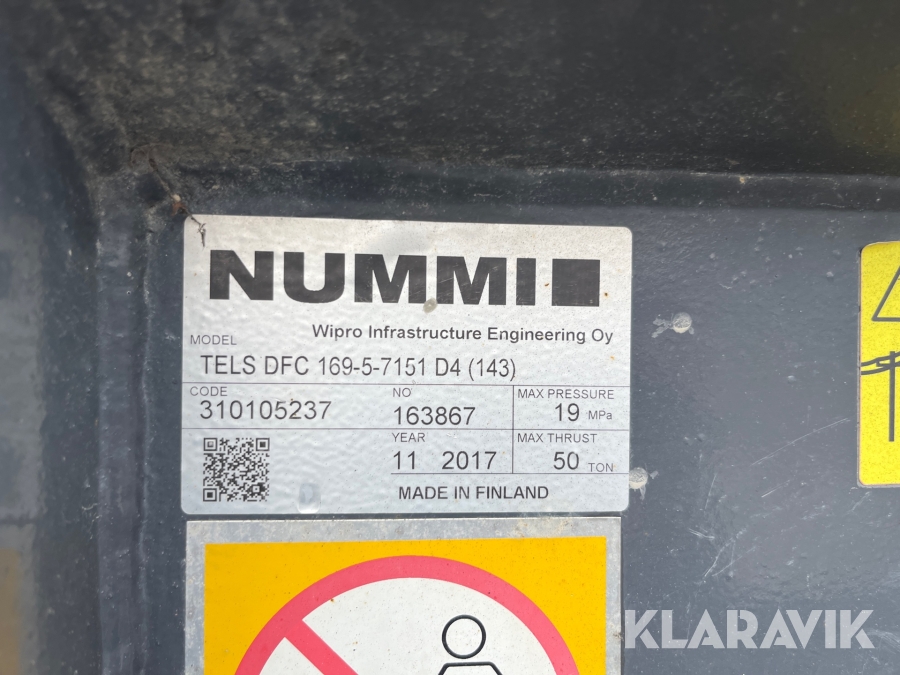 NUMMI
Wipro Infrastructure Engineering Oy
MODEL
TELS DFC 169-5-7151 D4 (143)
CODE
310105237
NO
163867
MAX PRESSURE
19 MPa
YEAR
11 2017
MAX THRUST
50 TON
MADE IN FINLAND
KLARAVIK